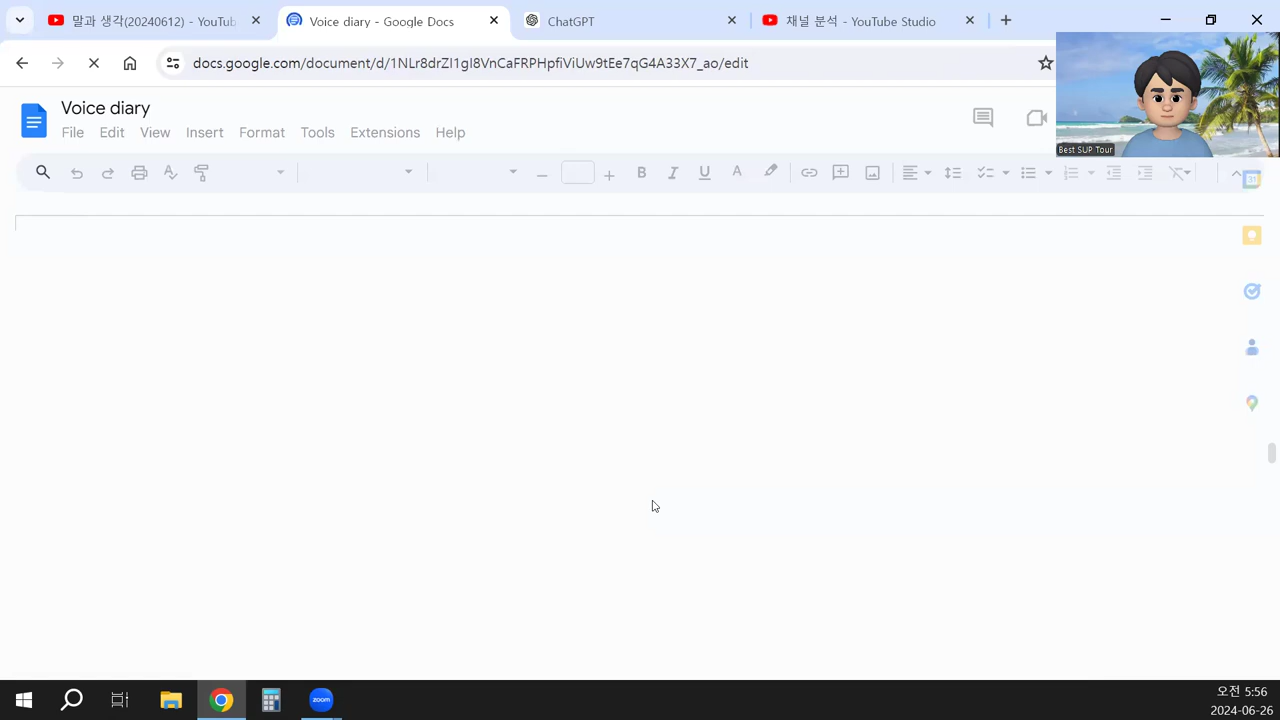 말과 생각(20240612) - YouTub
Voice diary - Google Docs
ChatGPT
채널 분석 - YouTube Studio
docs.google.com/document/d/1NLr8drZI1gI8VnCaFRPHpfiViUw9tEe7qG4A33X7_ao/edit
Voice diary
File Edit View Insert Format Tools Extensions Help
Best SUP Tour
B I U A
31
zoom
오전 5:56
2024-06-26